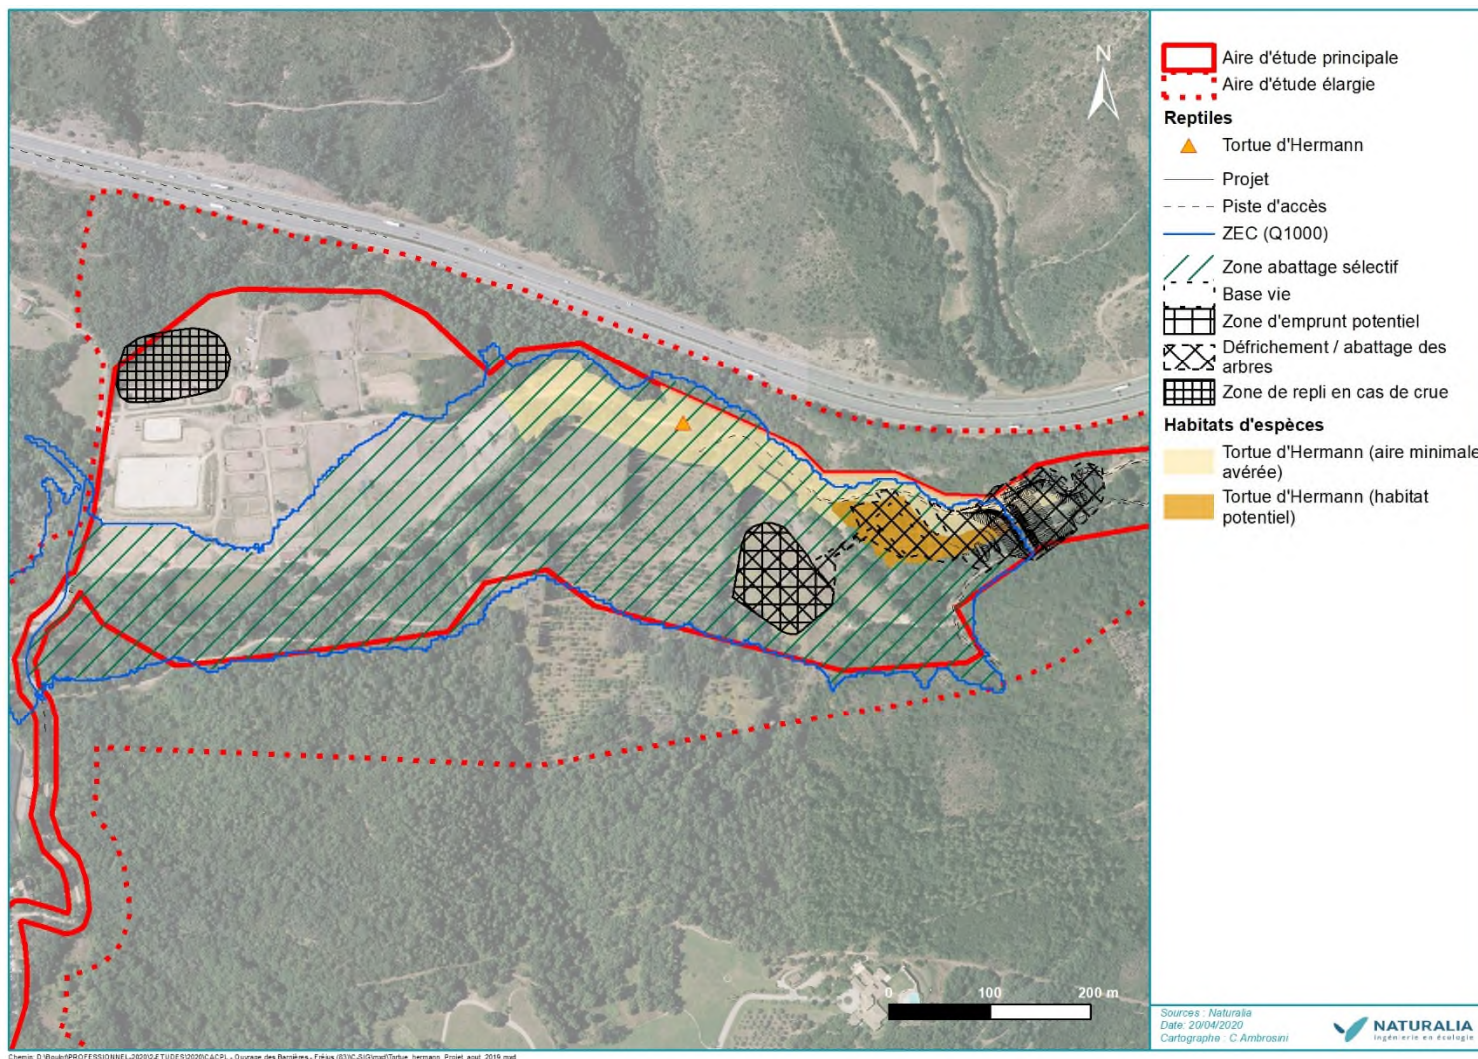 N
0 100 200 m
Aire d'étude principale
Aire d'étude élargie
Reptiles
Tortue d'Hermann
Projet
Piste d'accès
ZEC (Q1000)
Zone abattage sélectif
Base vie
Zone d'emprunt potentiel
Défrichement / abattage des
arbres
Zone de repli en cas de crue
Habitats d'espèces
Tortue d'Hermann (aire minimale
avérée)
Tortue d'Hermann (habitat
potentiel)
Sources : Naturalia
Date: 20/04/2020
Cartographe : C Ambrosini
NATURALIA
Ingénierie en écologie